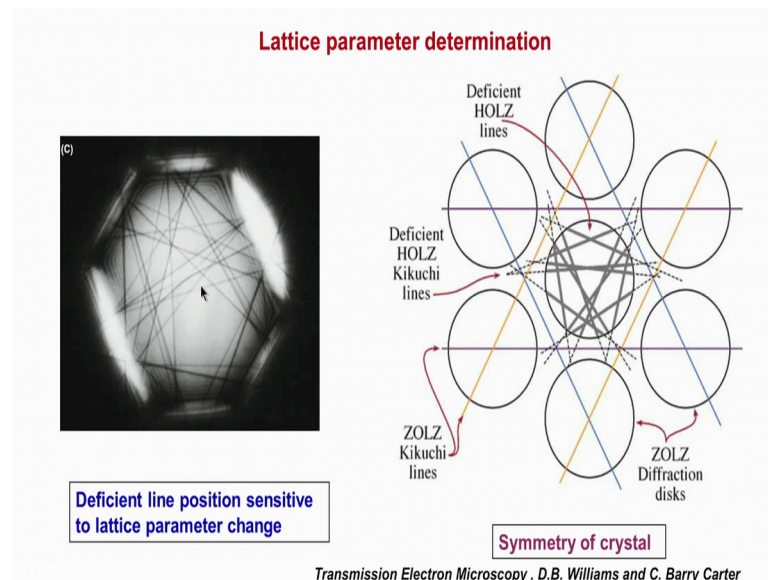 Lattice parameter determination
(C)
Deficient
HOLZ
lines
Deficient
HOLZ
Kikuchi
lines
ZOLZ
Kikuchi
lines
ZOLZ
Diffraction
disks
Deficient line position sensitive
to lattice parameter change
Symmetry of crystal
Transmission Electron Microscopy , D.B. Williams and C. Barry Carter